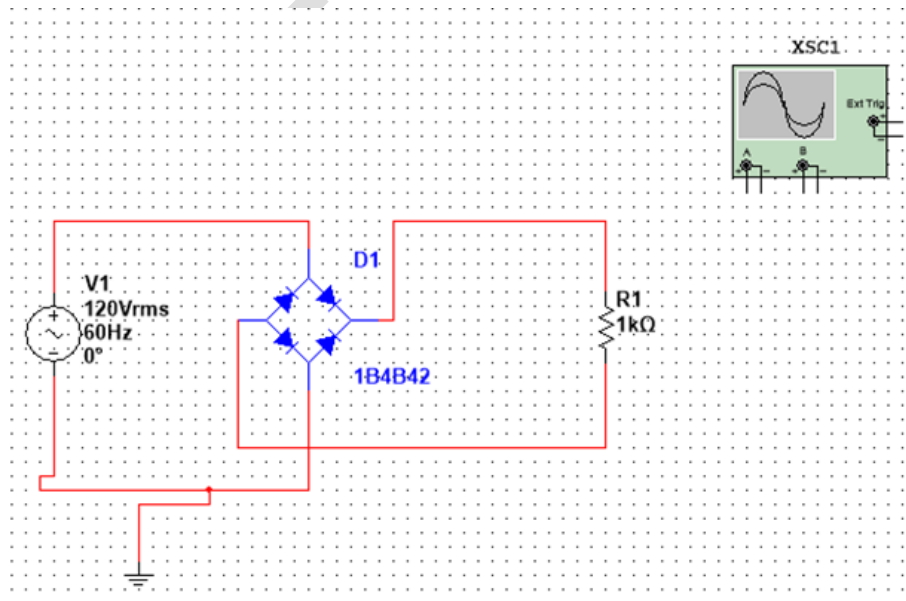 XSC1
Ext Trig
+
-
A
B
+ - + -
D1
V1
120Vrms
60Hz
0°
+
-
R1
1kΩ
1B4B42